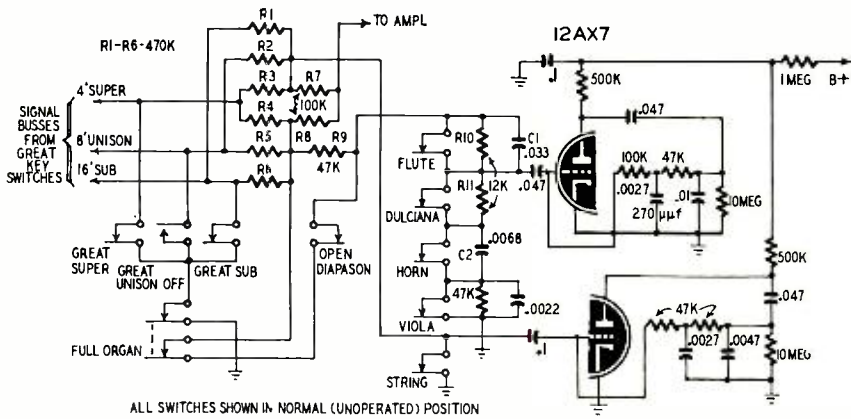 R1
R1-R6-470K
R2
TO AMPL
12AX7
R3
R7
500K
1 MEG
B+
.1
4' SUPER
.047
R4
100K
SIGNAL
BUSSES
FROM
GREAT
KEY
SWITCHES
8' UNISON
R5
R8
R9
R10
C1
.033
47K
FLUTE
100K
47K
16' SUB
R6
R11
12K
.047
.0027
.01
10MEG
270 μμf
DULCIANA
C2
.0068
500K
GREAT
SUPER
GREAT
UNISON OFF
GREAT SUB
OPEN
DIAPASON
HORN
47K
.0022
.047
47K
VIOLA
.0027
.0047
10MEG
FULL ORGAN
.1
STRING
ALL SWITCHES SHOWN IN NORMAL (UNOPERATED) POSITION